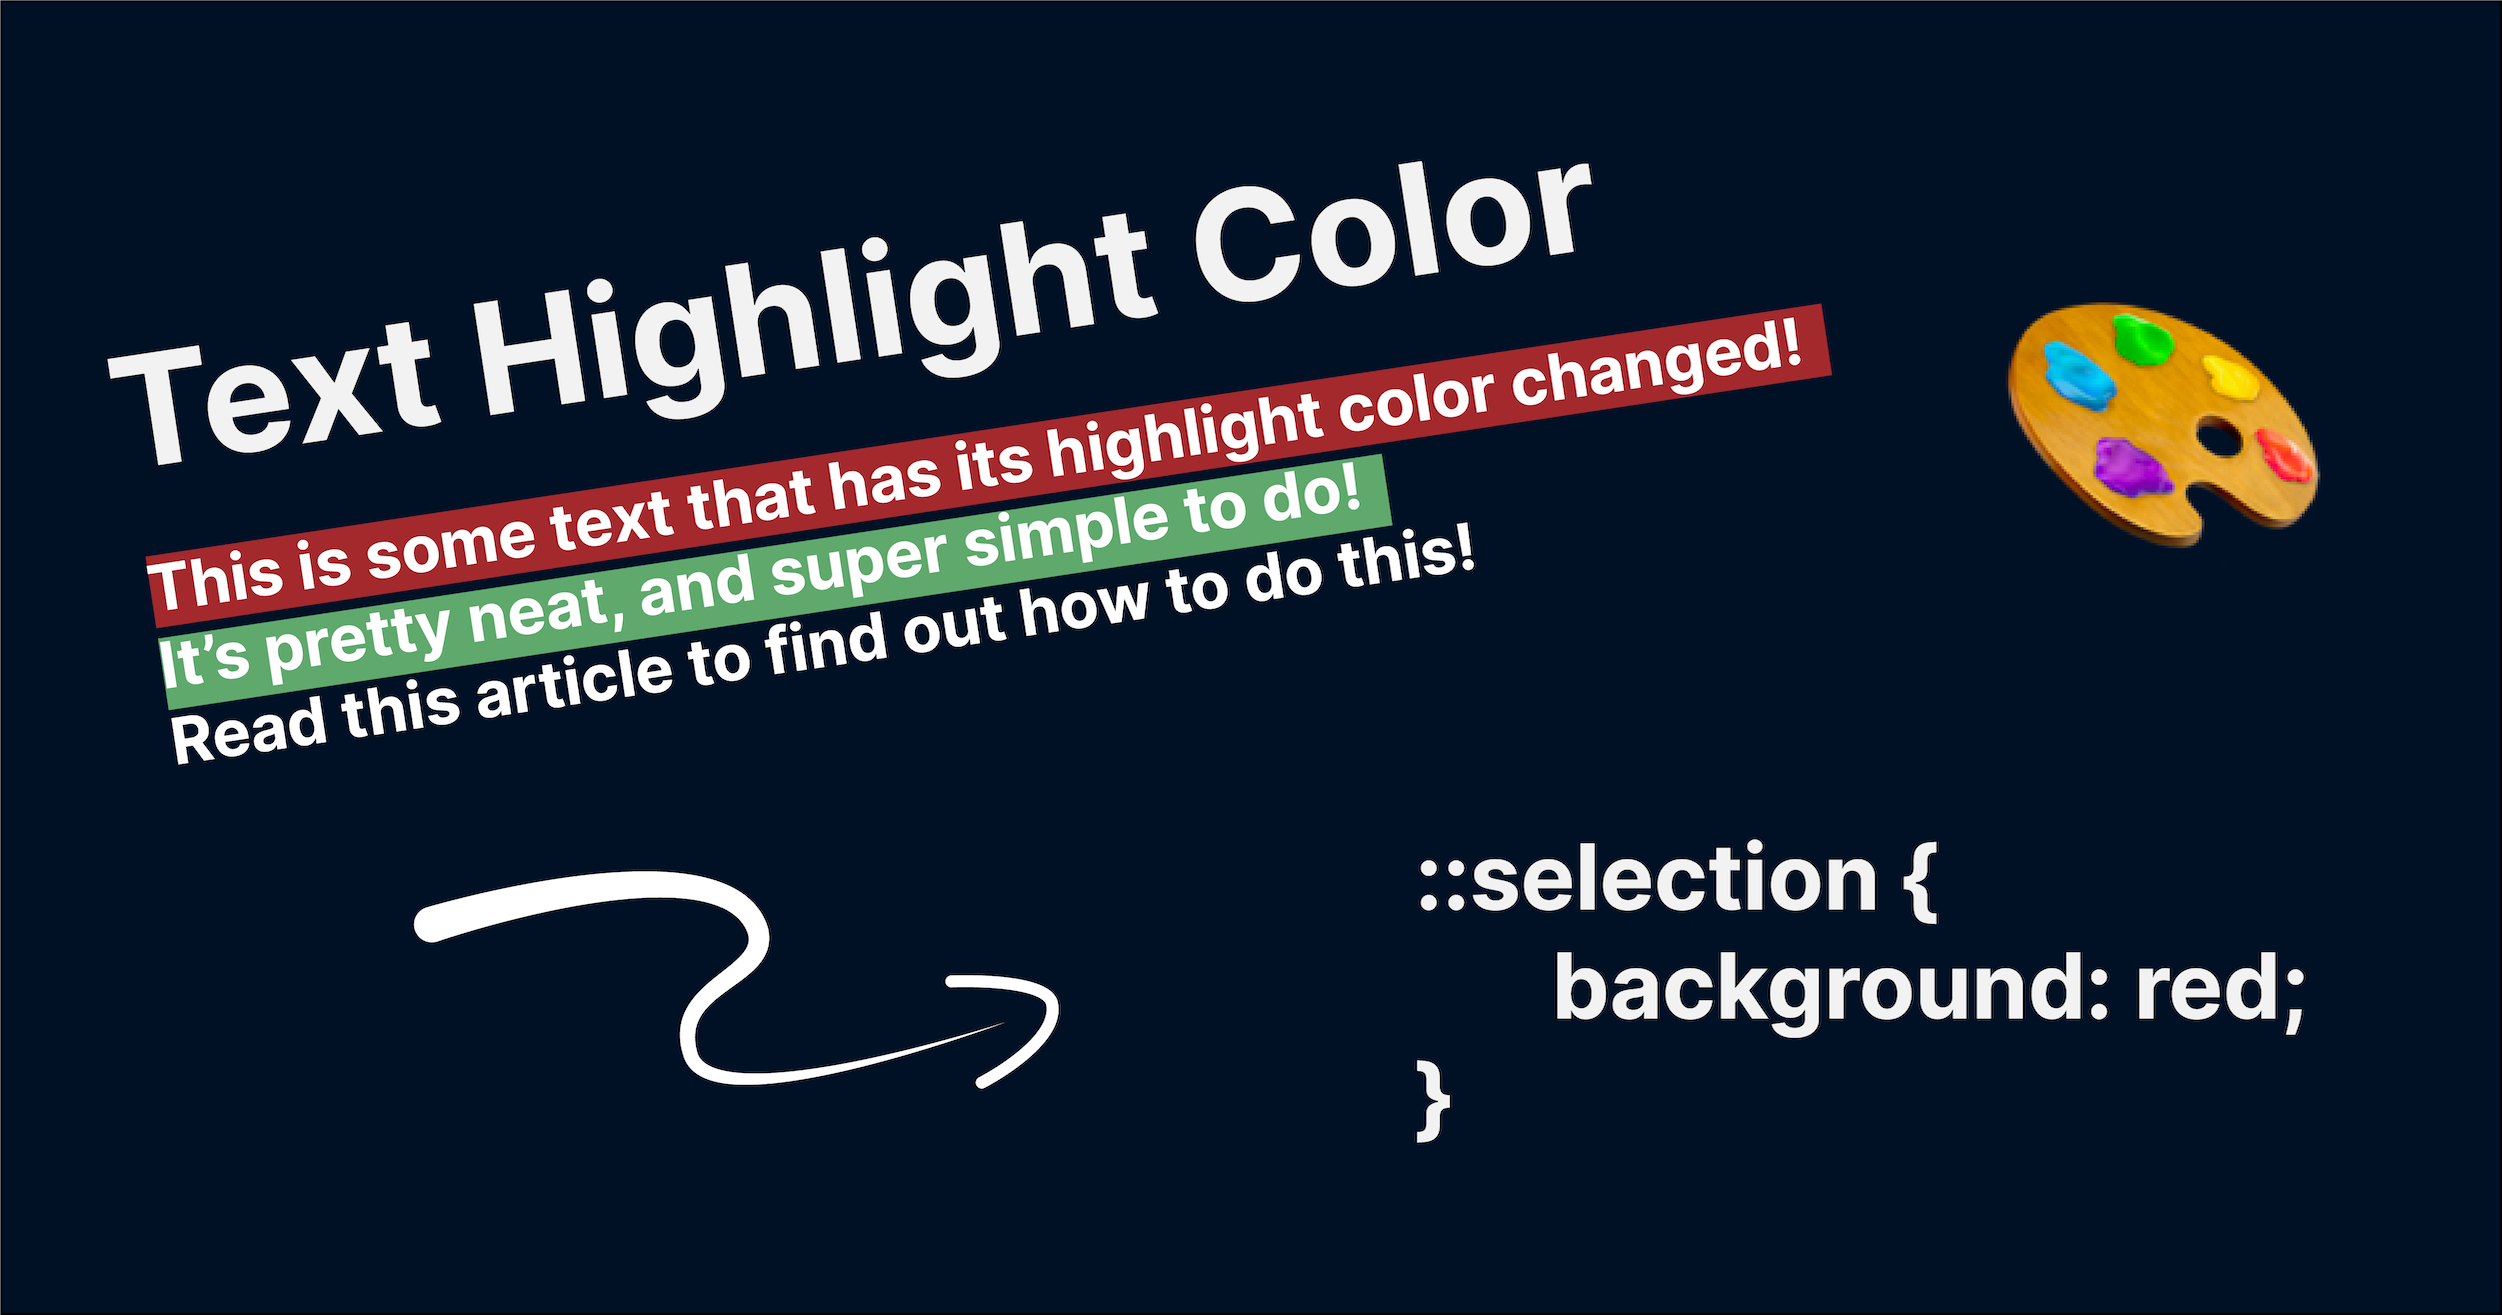 Text Highlight Color
This is some text that has its highlight color changed!
It’s pretty neat, and super simple to do!
Read this article to find out how to do this!
::selection {
background: red;
}